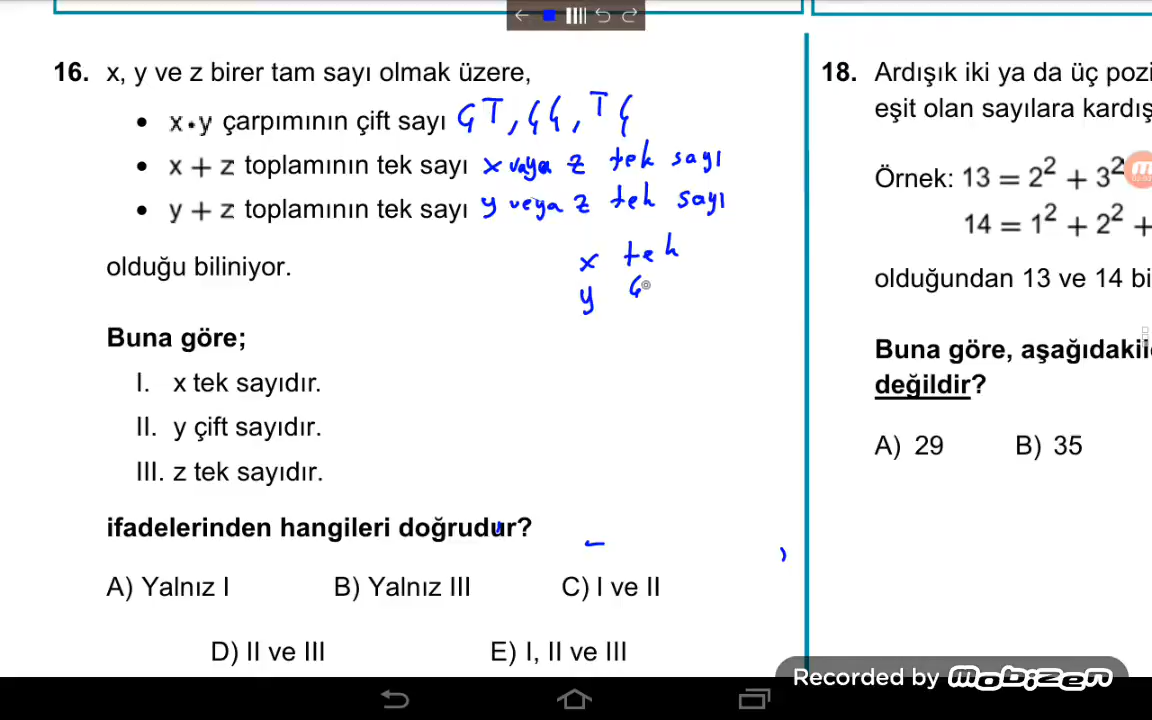 16. x, y ve z birer tam sayı olmak üzere,
• x·y çarpımının çift sayı ÇT, ÇÇ, TÇ
• x + z toplamının tek sayı x veya z tek sayı
• y + z toplamının tek sayı y veya z tek sayı
olduğu biliniyor.
x tek
y Ç
Buna göre;
I. x tek sayıdır.
II. y çift sayıdır.
III. z tek sayıdır.
ifadelerinden hangileri doğrudur?
A) Yalnız I B) Yalnız III C) I ve II
D) II ve III E) I, II ve III
18. Ardışık iki ya da üç pozi
eşit olan sayılara kardış
Örnek: 13 = 2² + 3²
14 = 1² + 2² +
olduğundan 13 ve 14 bi
Buna göre, aşağıdakil
değildir?
A) 29 B) 35
Recorded by mobizen